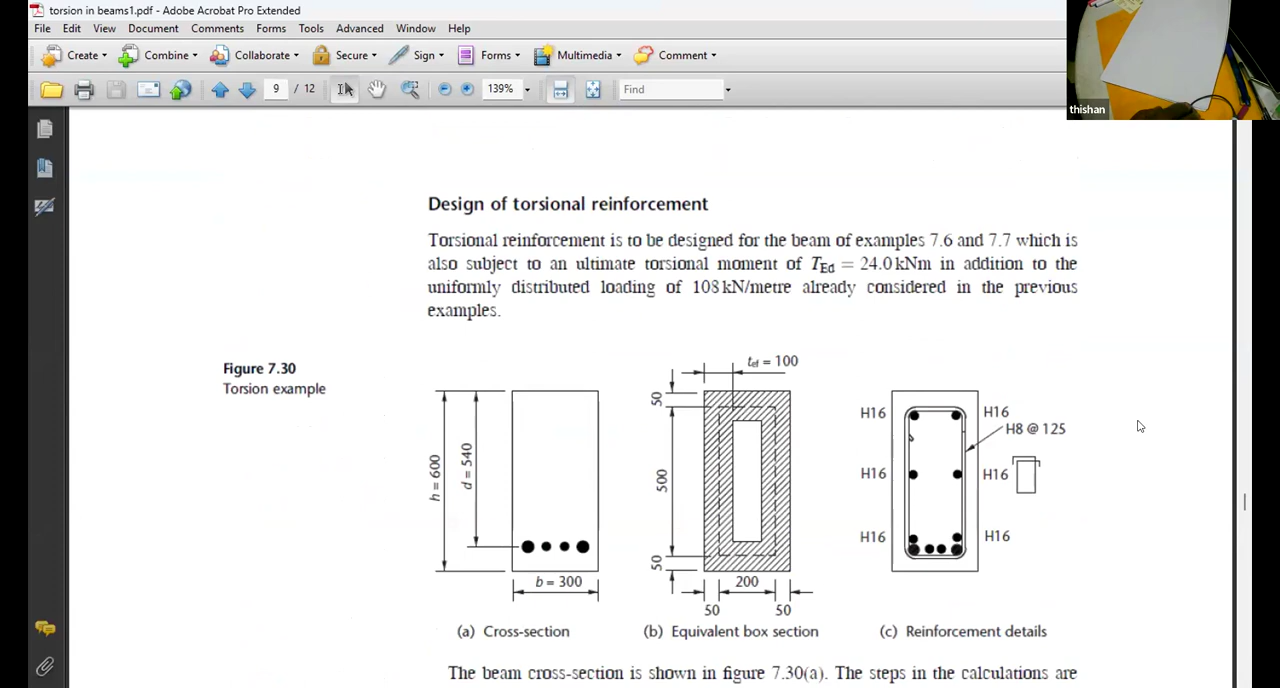 torsion in beams1.pdf - Adobe Acrobat Pro Extended
File Edit View Document Comments Forms Tools Advanced Window Help
Create Combine Collaborate Secure Sign Forms Multimedia Comment
9 / 12 139% Find
thishan
Design of torsional reinforcement
Torsional reinforcement is to be designed for the beam of examples 7.6 and 7.7 which is
also subject to an ultimate torsional moment of TEd = 24.0 kNm in addition to the
uniformly distributed loading of 108 kN/metre already considered in the previous
examples.
Figure 7.30
Torsion example
h = 600
d = 540
b = 300
(a) Cross-section
tef = 100
50
500
50
200
50 50
(b) Equivalent box section
H16 H16
H8 @ 125
H16 H16
H16 H16
(c) Reinforcement details
The beam cross-section is shown in figure 7.30(a). The steps in the calculations are